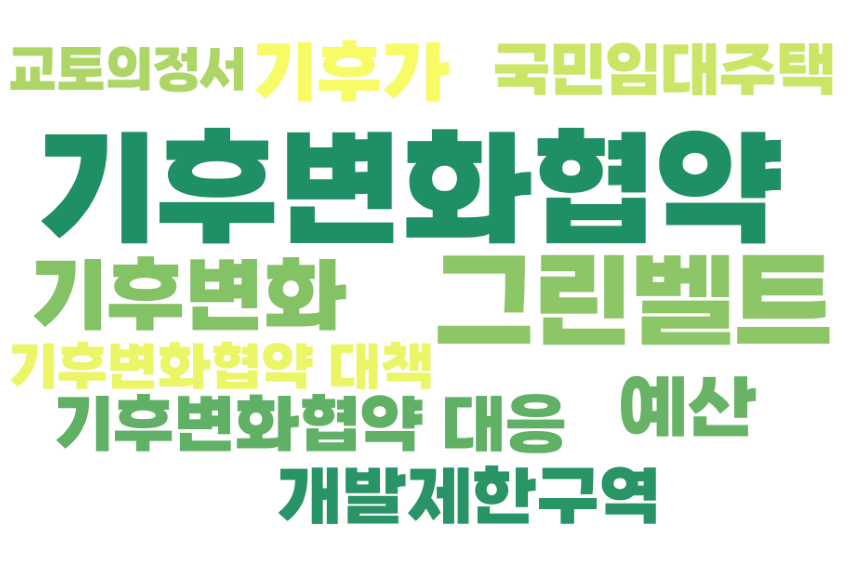 교토의정서 기후가 국민임대주택
기후변화협약
기후변화 그린벨트
기후변화협약 대책
기후변화협약 대응 예산
개발제한구역